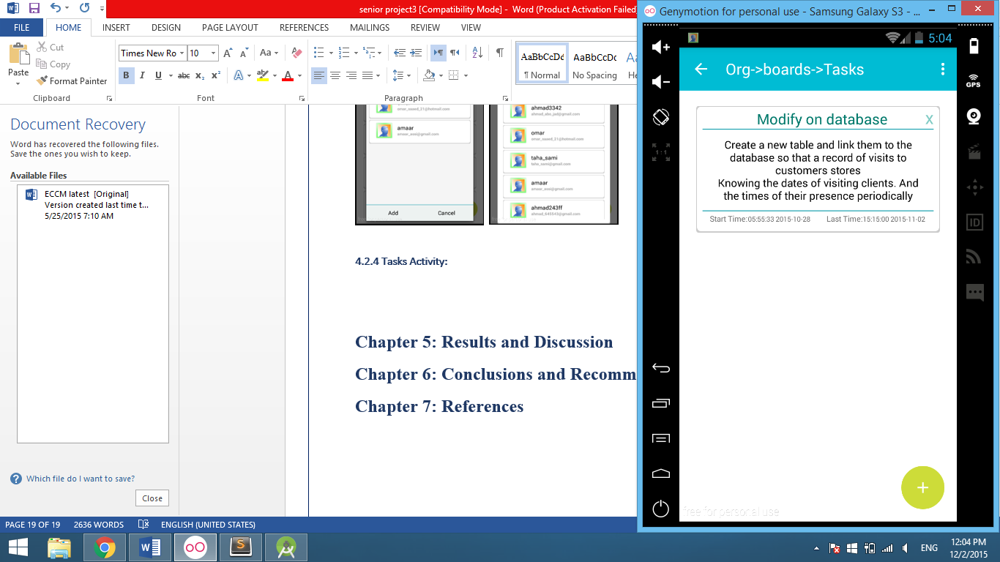 senior project3 [Compatibility Mode] - Word (Product Activation Failed)
FILE HOME INSERT DESIGN PAGE LAYOUT REFERENCES MAILINGS REVIEW VIEW
Paste
Cut
Copy
Format Painter
Clipboard
Times New Ro 10
Aa
B I U abc x₂ x²
Font
Paragraph
AaBbCcDd
¶ Normal
AaBbCcDc
No Spacing
Document Recovery
Word has recovered the following files.
Save the ones you wish to keep.
Available Files
ECCM latest [Original]
Version created last time t...
5/25/2015 7:10 AM
Which file do I want to save?
Close
omar_saeed_21@hotmail.com
amaar
amaar_assi@gmail.com
Add Cancel
ahmad3342
ahmad_abo_jad@gmail.com
omar
omar_saeed_21@hotmail.com
taha_sami
taha_sami@gmail.com
amaar
amaar_assi@gmail.com
ahmad243ff
4.2.4 Tasks Activity:
Chapter 5: Results and Discussion
Chapter 6: Conclusions and Recomm
Chapter 7: References
PAGE 19 OF 19 2636 WORDS ENGLISH (UNITED STATES)
Genymotion for personal use - Samsung Galaxy S3 - ...
5:04
Org->boards->Tasks
Modify on database X
Create a new table and link them to the
database so that a record of visits to
customers stores
Knowing the dates of visiting clients. And
the times of their presence periodically
Start Time:05:55:33 2015-10-28 Last Time:15:15:00 2015-11-02
+
free for personal use
GPS
1 : 1
ID
ENG
12:04 PM
12/2/2015